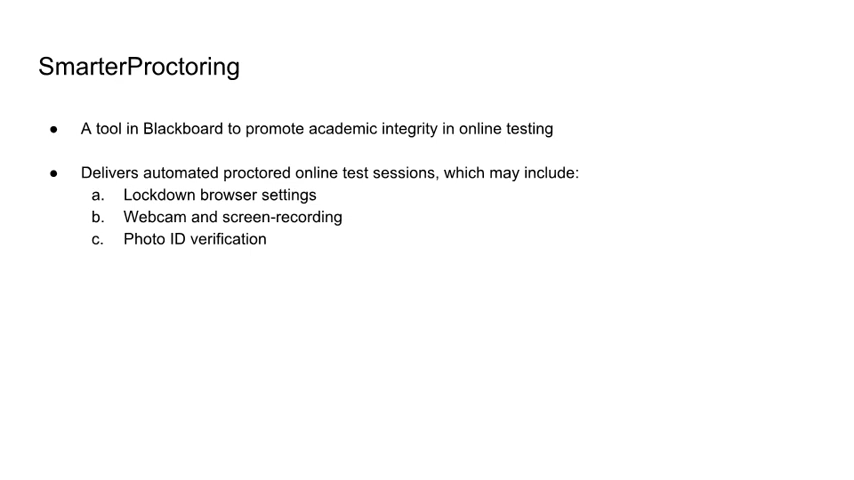 SmarterProctoring
● A tool in Blackboard to promote academic integrity in online testing
● Delivers automated proctored online test sessions, which may include:
a. Lockdown browser settings
b. Webcam and screen-recording
c. Photo ID verification